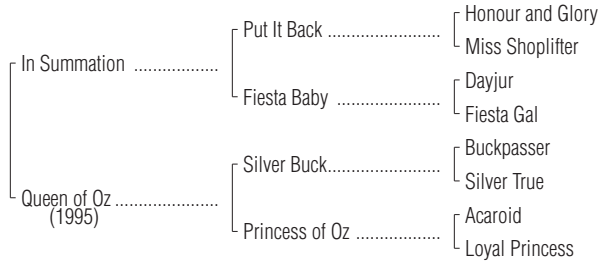 Honour and Glory
Put It Back ....................
Miss Shoplifter
In Summation ...............
Dayjur
Fiesta Baby ..................
Fiesta Gal
Buckpasser
Silver Buck....................
Silver True
Queen of Oz ..................
(1995)
Acaroid
Princess of Oz ...............
Loyal Princess